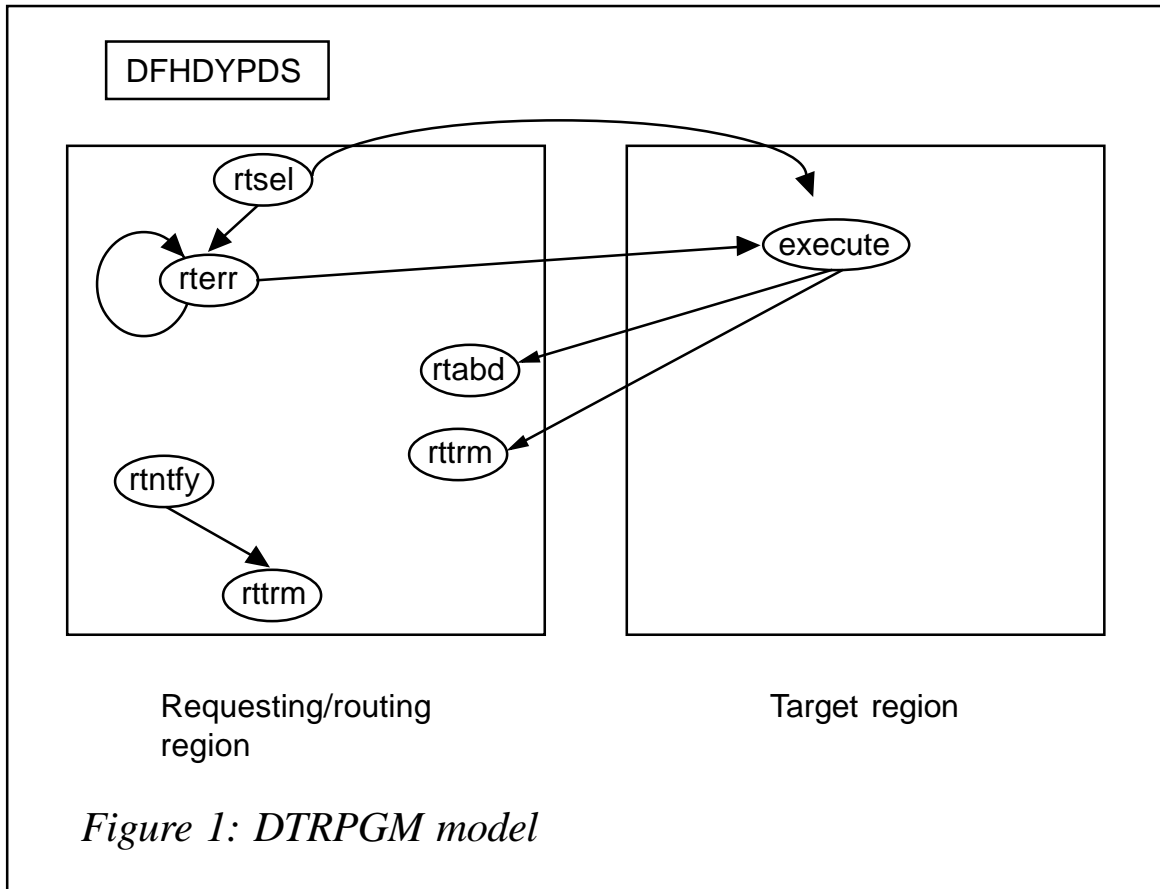 DFHDYPDS
rtsel
execute
rterr
rtabd
rttrm
rtntfy
rttrm
Requesting/routing
region
Target region
Figure 1: DTRPGM model